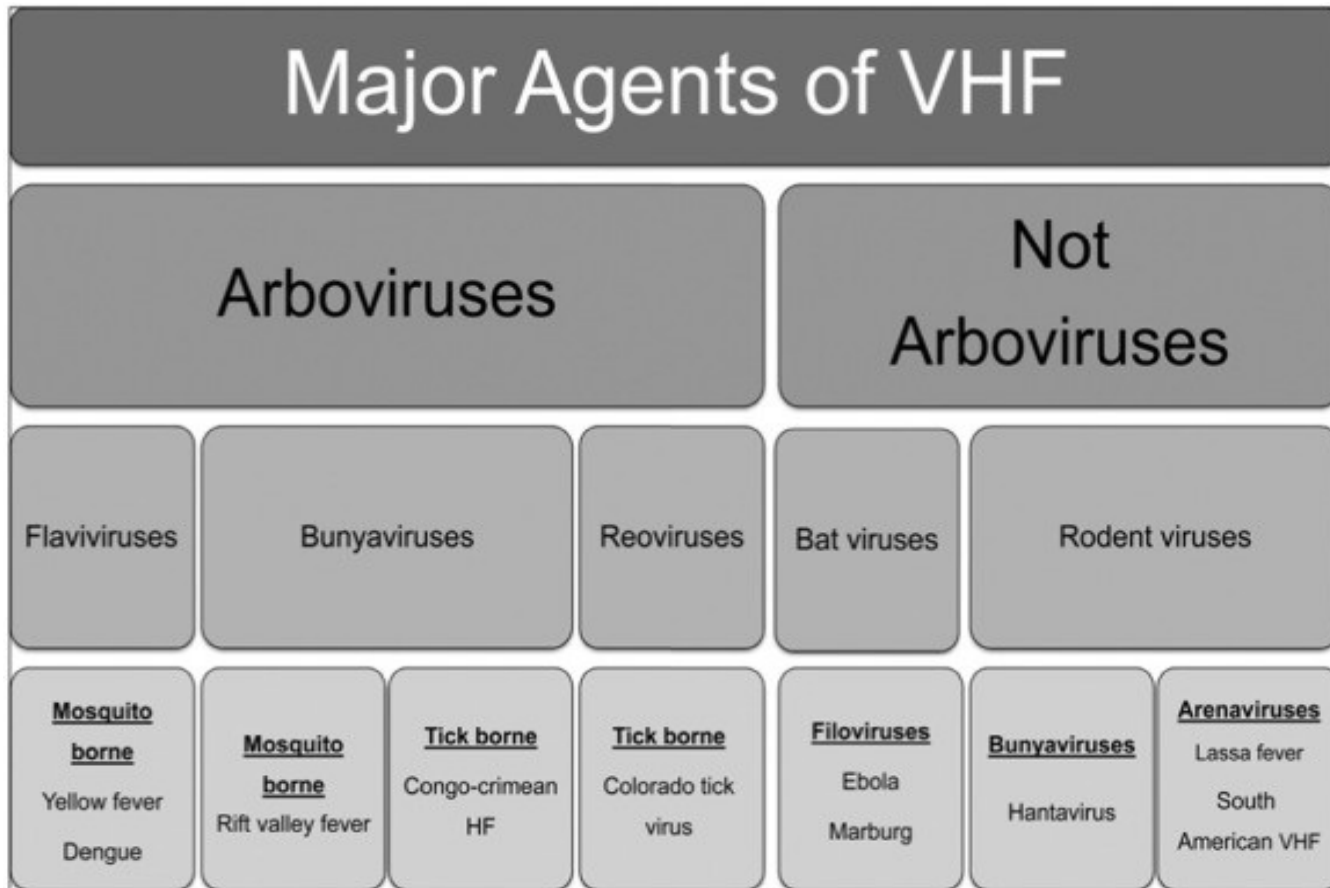 Major Agents of VHF
Arboviruses
Not
Arboviruses
Flaviviruses
Bunyaviruses
Reoviruses
Bat viruses
Rodent viruses
Mosquito
borne
Yellow fever
Dengue
Mosquito
borne
Rift valley fever
Tick borne
Congo-crimean
HF
Tick borne
Colorado tick
virus
Filoviruses
Ebola
Marburg
Bunyaviruses
Hantavirus
Arenaviruses
Lassa fever
South
American VHF